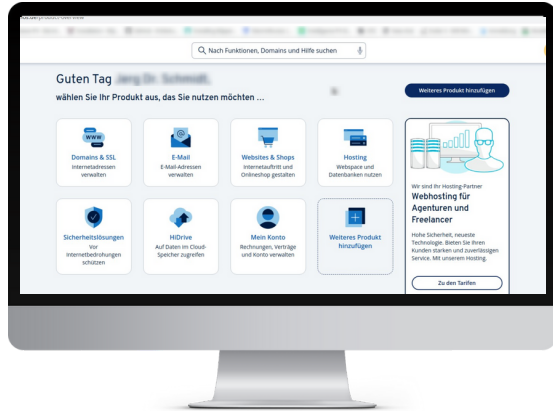 Nach Funktionen, Domains und Hilfe suchen
Guten Tag
wählen Sie Ihr Produkt aus, das Sie nutzen möchten ...
Weiteres Produkt hinzufügen
WWW
Domains & SSL
Internetadressen
verwalten
E-Mail
E-Mail-Adressen
verwalten
Websites & Shops
Internetauftritt und
Onlineshop gestalten
Hosting
Webspace und
Datenbanken nutzen
Sicherheitslösungen
Vor
Internetbedrohungen
schützen
HiDrive
Auf Daten im Cloud-
Speicher zugreifen
Mein Konto
Rechnungen, Verträge
und Konto verwalten
Weiteres Produkt
hinzufügen
Wir sind Ihr Hosting-Partner
Webhosting für
Agenturen und
Freelancer
Hohe Sicherheit, neueste
Technologie. Bieten Sie Ihren
Kunden starken und zuverlässigen
Service. Mit unserem Hosting.
Zu den Tarifen